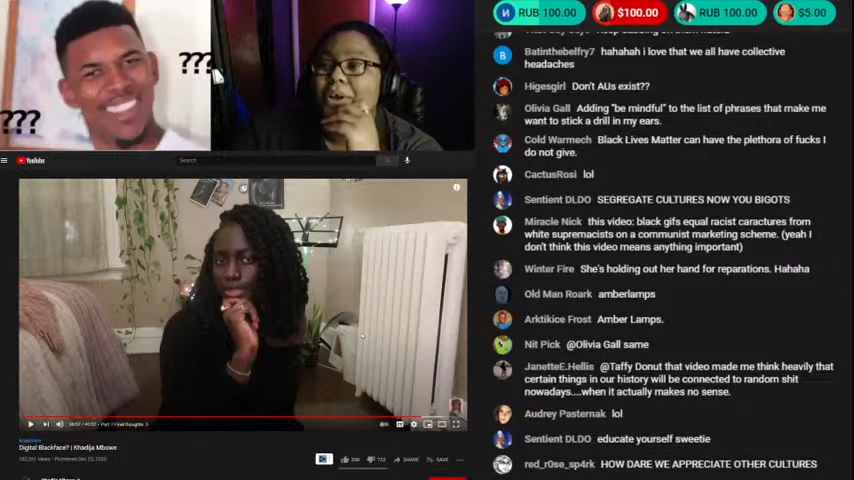 RUB 100.00
$100.00
RUB 100.00
$5.00
Batinthebelfry7 hahahah i love that we all have collective
headaches
Higesgirl Don't AUs exist??
Olivia Gall Adding "be mindful" to the list of phrases that make me
want to stick a drill in my ears.
Cold Warmech Black Lives Matter can have the plethora of fucks I
do not give.
CactusRosi lol
Sentient DLDO SEGREGATE CULTURES NOW YOU BIGOTS
Miracle Nick this video: black gifs equal racist caractures from
white supremacists on a communist marketing scheme. (yeah I
don't think this video means anything important)
Winter Fire She's holding out her hand for reparations. Hahaha
Old Man Roark amberlamps
Arktikice Frost Amber Lamps.
Nit Pick @Olivia Gall same
JanetteE.Hellis @Taffy Donut that video made me think heavily that
certain things in our history will be connected to random shit
nowadays....when it actually makes no sense.
Audrey Pasternak lol
Sentient DLDO educate yourself sweetie
red_r0se_sp4rk HOW DARE WE APPRECIATE OTHER CULTURES
???
???
YouTube
Search
Digital Blackface? | Khadija Mbowe
SHARE
SAVE